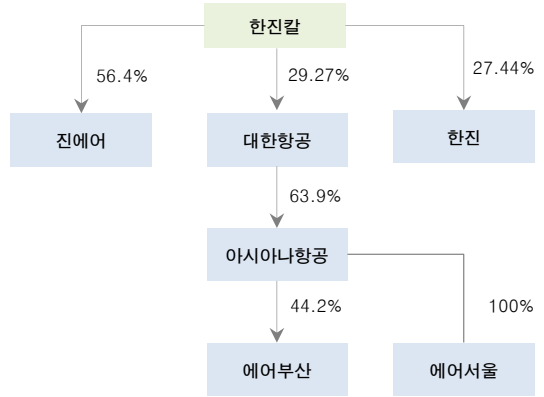 한진칼
56.4%
29.27%
27.44%
진에어
대한항공
한진
63.9%
아시아나항공
44.2%
100%
에어부산
에어서울